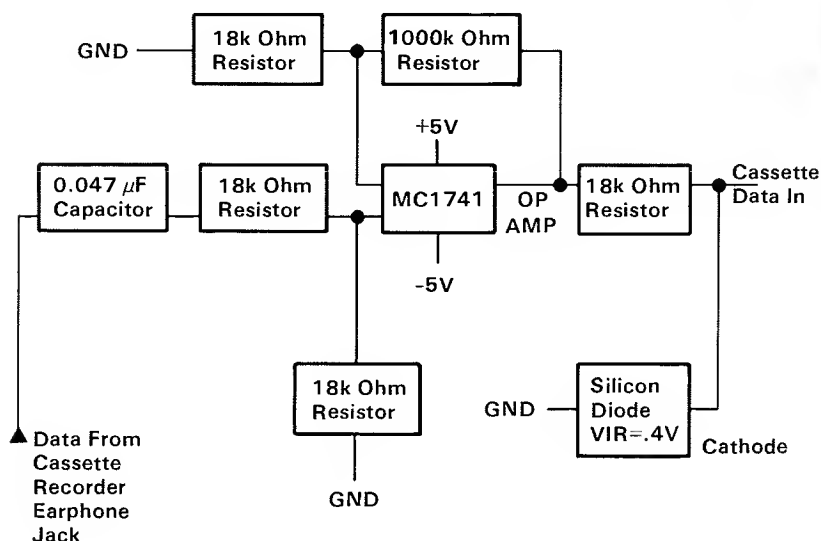 GND
18k Ohm
Resistor
1000k Ohm
Resistor
+5V
0.047 μF
Capacitor
18k Ohm
Resistor
MC1741
OP
AMP
18k Ohm
Resistor
Cassette
Data In
-5V
18k Ohm
Resistor
GND
GND
Silicon
Diode
VIR=.4V
Cathode
Data From
Cassette
Recorder
Earphone
Jack